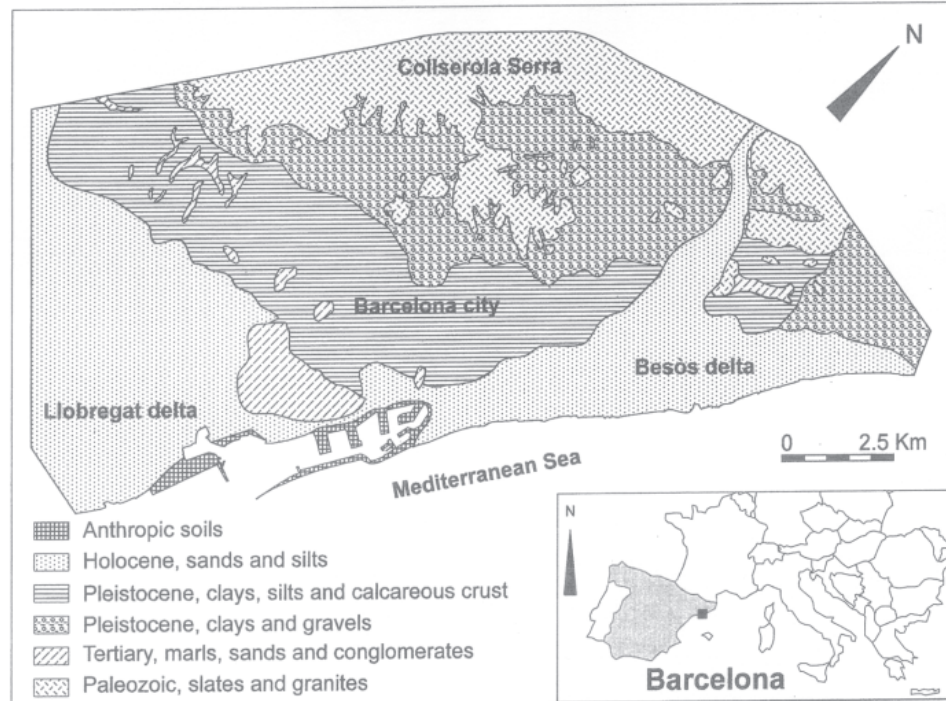 N
Collserola Serra
Barcelona city
Besòs delta
Llobregat delta
0 2.5 Km
Mediterranean Sea
Anthropic soils
Holocene, sands and silts
Pleistocene, clays, silts and calcareous crust
Pleistocene, clays and gravels
Tertiary, marls, sands and conglomerates
Paleozoic, slates and granites
N
Barcelona